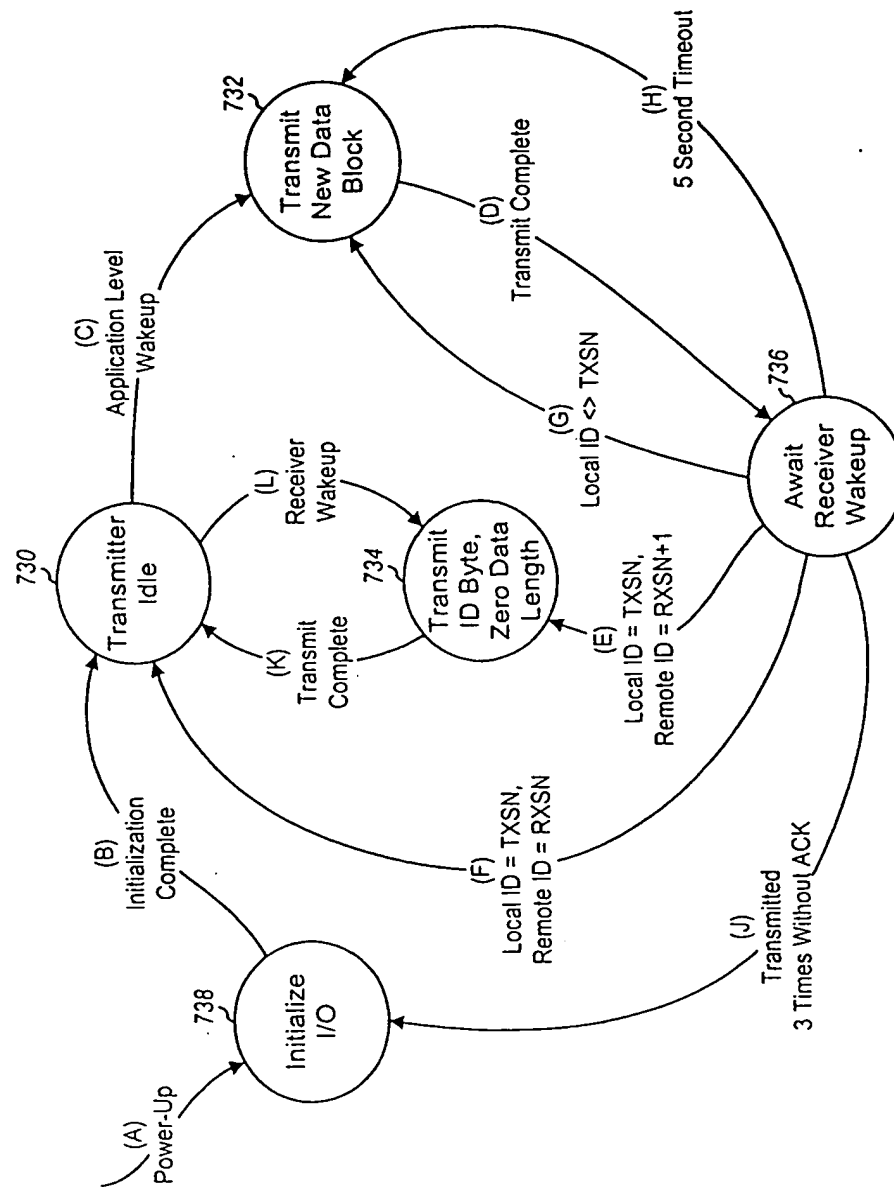 (A)
Power-Up
738
Initialize
I/O
(B)
Initialization
Complete
730
Transmitter
Idle
(C)
Application Level
Wakeup
732
Transmit
New Data
Block
(L)
Receiver
Wakeup
(K)
Transmit
Complete
734
Transmit
ID Byte,
Zero Data
Length
(D)
Transmit Complete
(G)
Local ID <> TXSN
(H)
5 Second Timeout
(E)
Local ID = TXSN,
Remote ID = RXSN+1
(F)
Local ID = TXSN,
Remote ID = RXSN
736
Await
Receiver
Wakeup
(J)
Transmitted
3 Times Without ACK